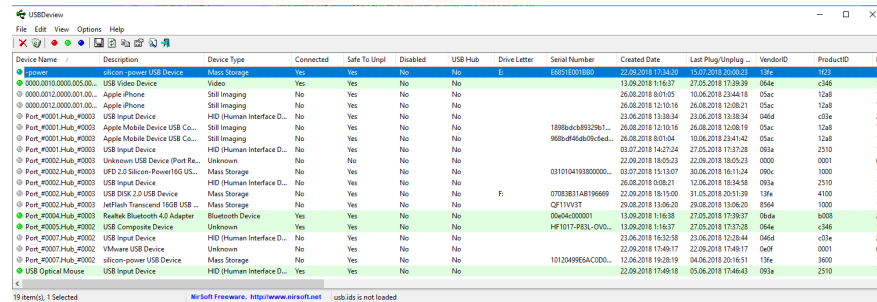 USBDeview
File Edit View Options Help
Device Name / Description Device Type Connected Safe To Unpl Disabled USB Hub Drive Letter Serial Number Created Date Last Plug/Unplug ... VendorID ProductID
-power silicon -power USB Device Mass Storage Yes Yes No No E: E6851E001BB0 22.09.2018 17:34:20 15.07.2018 20:00:23 13fe 1f23
0000.0010.0000.005.00... USB Video Device Video Yes Yes No No 13.09.2018 1:16:37 27.05.2018 17:39:39 064e c346
0000.0012.0000.001.00... Apple iPhone Still Imaging No Yes No No 26.08.2018 8:01:05 10.06.2018 23:44:18 05ac 12a8
0000.0012.0000.001.00... Apple iPhone Still Imaging No Yes No No 26.08.2018 12:10:16 26.08.2018 12:08:21 05ac 12a8
Port_#0001.Hub_#0003 USB Input Device HID (Human Interface D... No Yes No No 23.06.2018 13:38:34 23.06.2018 13:38:34 046d c03e
Port_#0001.Hub_#0003 Apple Mobile Device USB Co... Still Imaging No Yes No No 1898bdcb89329b1... 26.08.2018 12:10:16 26.08.2018 12:08:19 05ac 12a8
Port_#0001.Hub_#0003 Apple Mobile Device USB Co... Still Imaging No Yes No No 968bdf46db09c6ed... 26.08.2018 8:01:04 10.06.2018 23:41:42 05ac 12a8
Port_#0001.Hub_#0003 USB Input Device HID (Human Interface D... No Yes No No 03.07.2018 14:27:24 27.05.2018 17:37:28 093a 2510
Port_#0002.Hub_#0003 Unknown USB Device (Port Re... Unknown No No No No 22.09.2018 18:05:23 22.09.2018 18:05:23 0000 0001
Port_#0002.Hub_#0003 UFD 2.0 Silicon-Power16G US... Mass Storage No Yes No No 0310104193800000... 03.07.2018 15:13:07 30.06.2018 16:11:24 090c 1000
Port_#0002.Hub_#0003 USB Input Device HID (Human Interface D... No Yes No No 26.08.2018 0:08:21 12.06.2018 18:34:58 093a 2510
Port_#0002.Hub_#0003 USB DISK 2.0 USB Device Mass Storage No Yes No No F: 07083B31AB196669 22.09.2018 18:15:00 31.05.2018 20:51:39 13fe 4100
Port_#0002.Hub_#0003 JetFlash Transcend 16GB USB ... Mass Storage No Yes No No QF11VV3T 29.08.2018 13:06:20 29.08.2018 13:06:20 8564 1000
Port_#0004.Hub_#0003 Realtek Bluetooth 4.0 Adapter Bluetooth Device Yes Yes No No 00e04c000001 13.09.2018 1:16:38 27.05.2018 17:39:37 0bda b008
Port_#0005.Hub_#0002 USB Composite Device Unknown Yes Yes No No HF1017-P83L-OV0... 13.09.2018 1:16:37 27.05.2018 17:37:28 064e c346
Port_#0007.Hub_#0002 USB Input Device HID (Human Interface D... No Yes No No 23.06.2018 16:32:58 23.06.2018 12:28:44 046d c03e
Port_#0007.Hub_#0002 VMware USB Device Unknown No Yes No No 22.09.2018 17:49:17 22.09.2018 17:49:17 0e0f 0001
Port_#0007.Hub_#0002 silicon-power USB Device Mass Storage No Yes No No 10120499E6AC0D0... 12.06.2018 19:28:19 04.06.2018 20:16:51 13fe 3600
USB Optical Mouse USB Input Device HID (Human Interface D... Yes Yes No No 22.09.2018 17:49:18 05.06.2018 17:46:43 093a 2510
19 item(s), 1 Selected NirSoft Freeware. http://www.nirsoft.net usb.ids is not loaded